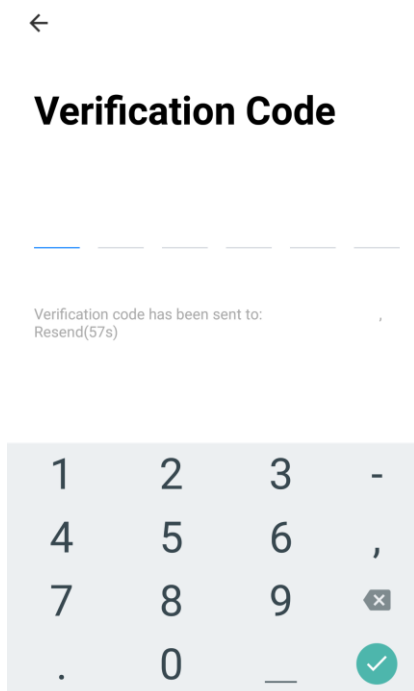 Verification Code
Verification code has been sent to: ,
Resend(57s)
1 2 3 -
4 5 6 ,
7 8 9
. 0 _